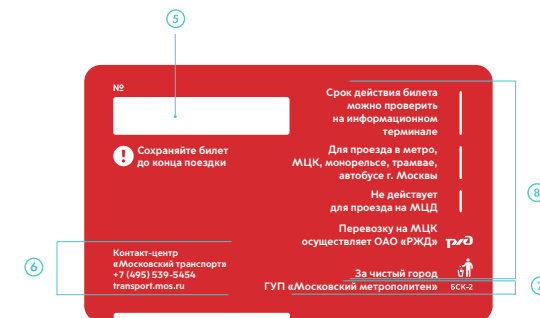 5
№
Срок действия билета
можно проверить
на информационном
терминале
Сохраняйте билет
до конца поездки
Для проезда в метро,
МЦК, монорельсе, трамвае,
автобусе г. Москвы
8
Не действует
для проезда на МЦД
Перевозку на МЦК
осуществляет ОАО «РЖД» ржд
6
Контакт-центр
«Московский транспорт»
+7 (495) 539-5454
transport.mos.ru
За чистый город
ГУП «Московский метрополитен» БСК-2
7